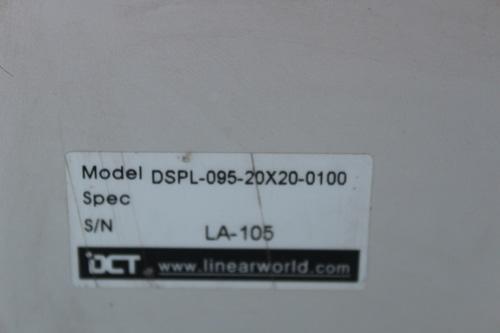 Model DSPL-095-20X20-0100
Spec
S/N LA-105
DCT www.linearworld.com